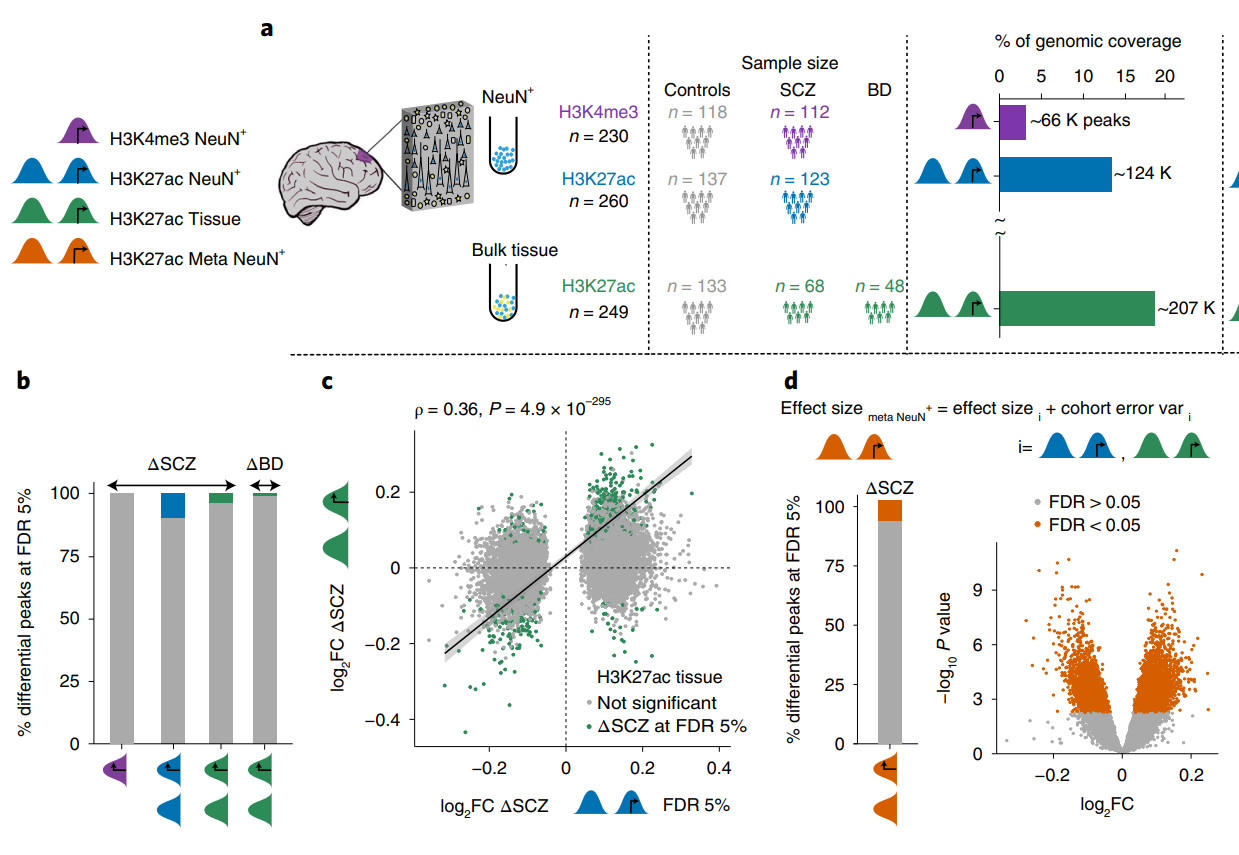 a
H3K4me3 NeuN+
H3K27ac NeuN+
H3K27ac Tissue
H3K27ac Meta NeuN+
NeuN+
Bulk tissue
H3K4me3
n = 230
H3K27ac
n = 260
H3K27ac
n = 249
Sample size
Controls SCZ BD
n = 118 n = 112
n = 137 n = 123
n = 133 n = 68 n = 48
% of genomic coverage
0 5 10 15 20
~66 K peaks
~124 K
~
~
~207 K
b
ΔSCZ ΔBD
% differential peaks at FDR 5%
100
75
50
25
0
c
ρ = 0.36, P = 4.9 × 10–295
log2FC ΔSCZ
0.2
0
–0.2
–0.4
H3K27ac tissue
Not significant
ΔSCZ at FDR 5%
–0.2 0 0.2 0.4
log2FC ΔSCZ FDR 5%
d
Effect size meta NeuN+ = effect size i + cohort error var i
i= ,
ΔSCZ
% differential peaks at FDR 5%
100
75
50
25
0
FDR > 0.05
FDR < 0.05
–log10 P value
9
6
3
0
–0.2 0 0.2
log2FC